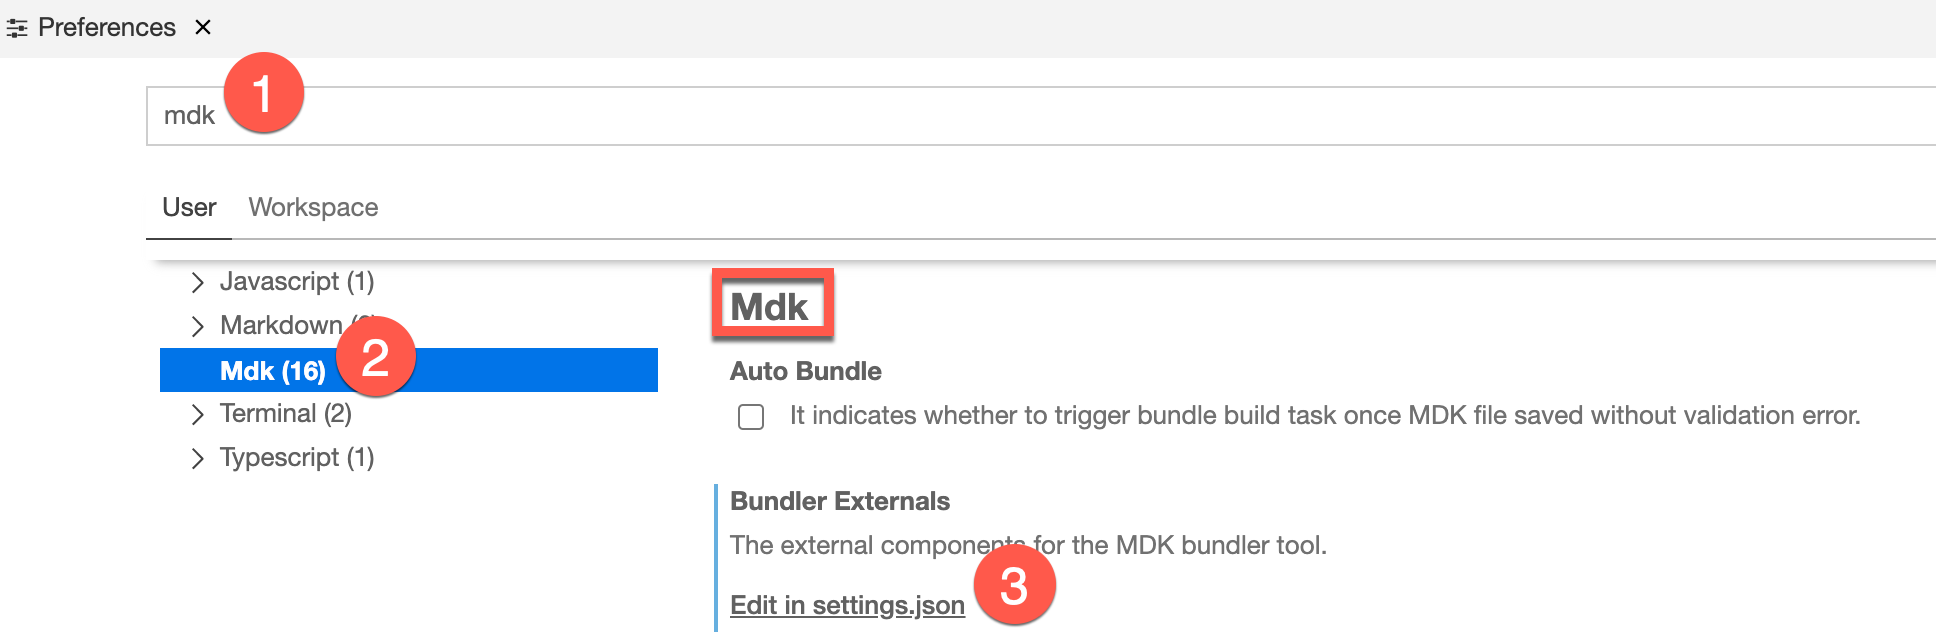 Preferences
mdk
1
User Workspace
Javascript (1)
Markdown
Mdk (16)
2
Terminal (2)
Typescript (1)
Mdk
Auto Bundle
It indicates whether to trigger bundle build task once MDK file saved without validation error.
Bundler Externals
The external components for the MDK bundler tool.
Edit in settings.json
3